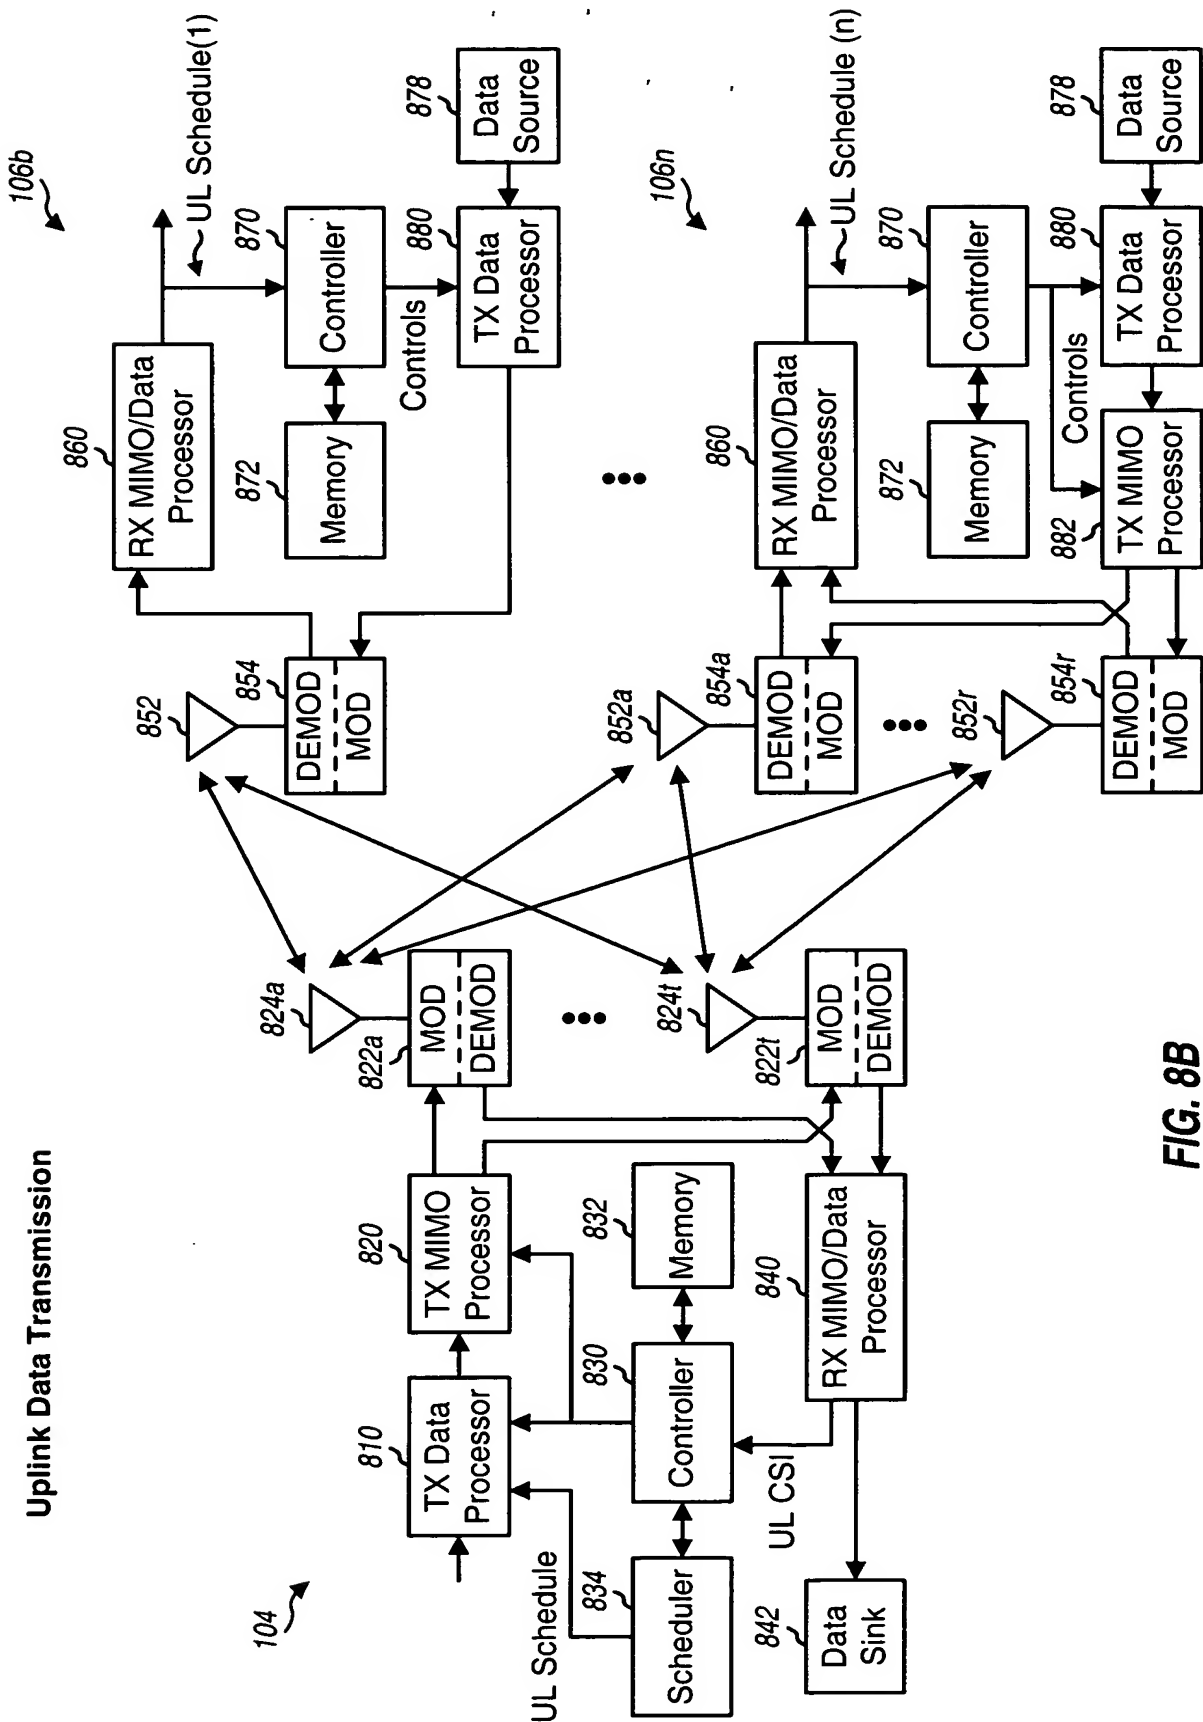 Uplink Data Transmission
104
UL Schedule
810
TX Data
Processor
820
TX MIMO
Processor
834
Scheduler
830
Controller
832
Memory
UL CSI
842
Data
Sink
840
RX MIMO/Data
Processor
824a
822a
MOD
DEMOD
824t
822t
MOD
DEMOD
106b
852
854
DEMOD
MOD
860
RX MIMO/Data
Processor
UL Schedule(1)
872
Memory
870
Controller
Controls
880
TX Data
Processor
878
Data
Source
106n
852a
854a
DEMOD
MOD
852r
854r
DEMOD
MOD
860
RX MIMO/Data
Processor
UL Schedule (n)
872
Memory
870
Controller
Controls
882
TX MIMO
Processor
880
TX Data
Processor
878
Data
Source
FIG. 8B